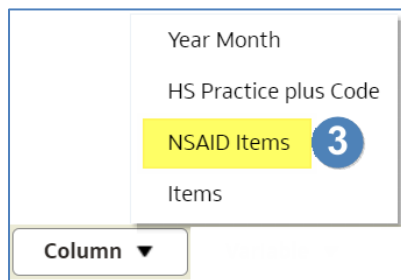 Year Month
HS Practice plus Code
NSAID Items 3
Items
Column ▼